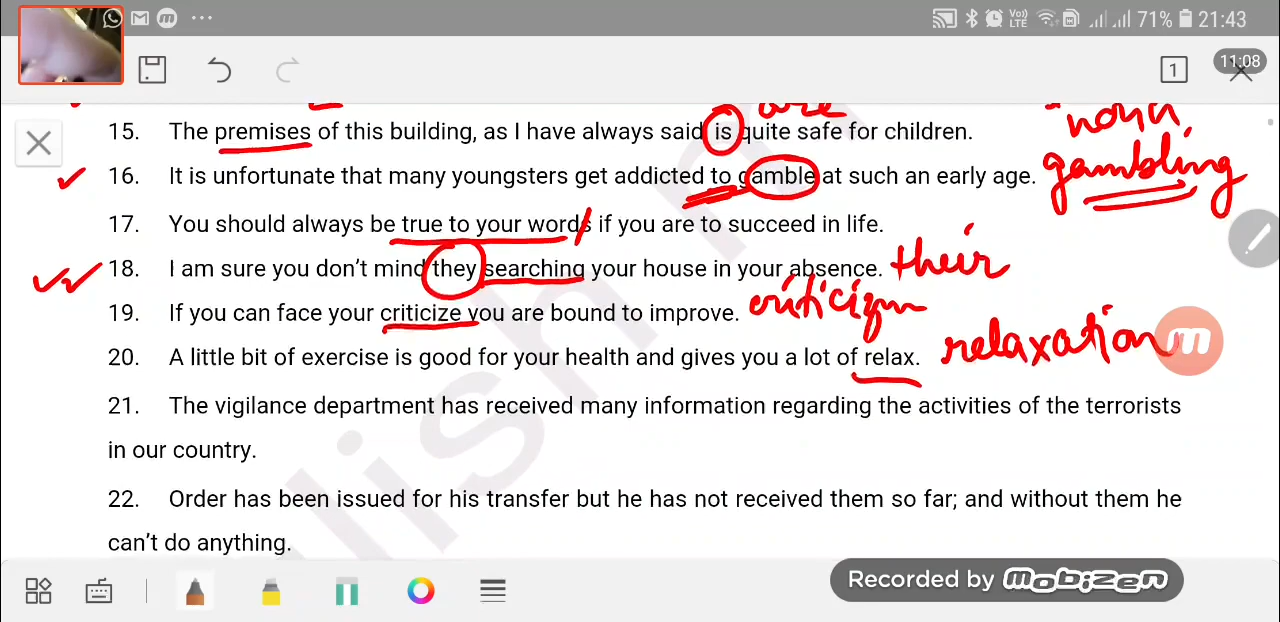 71% 21:43
1 11:08
are
15. The premises of this building, as I have always said is quite safe for children.
noun
16. It is unfortunate that many youngsters get addicted to gamble at such an early age.
gambling
17. You should always be true to your words if you are to succeed in life.
18. I am sure you don't mind they searching your house in your absence. their
19. If you can face your criticize you are bound to improve. criticism
20. A little bit of exercise is good for your health and gives you a lot of relax. relaxation
21. The vigilance department has received many information regarding the activities of the terrorists
in our country.
22. Order has been issued for his transfer but he has not received them so far; and without them he
can't do anything.
Recorded by mobizen